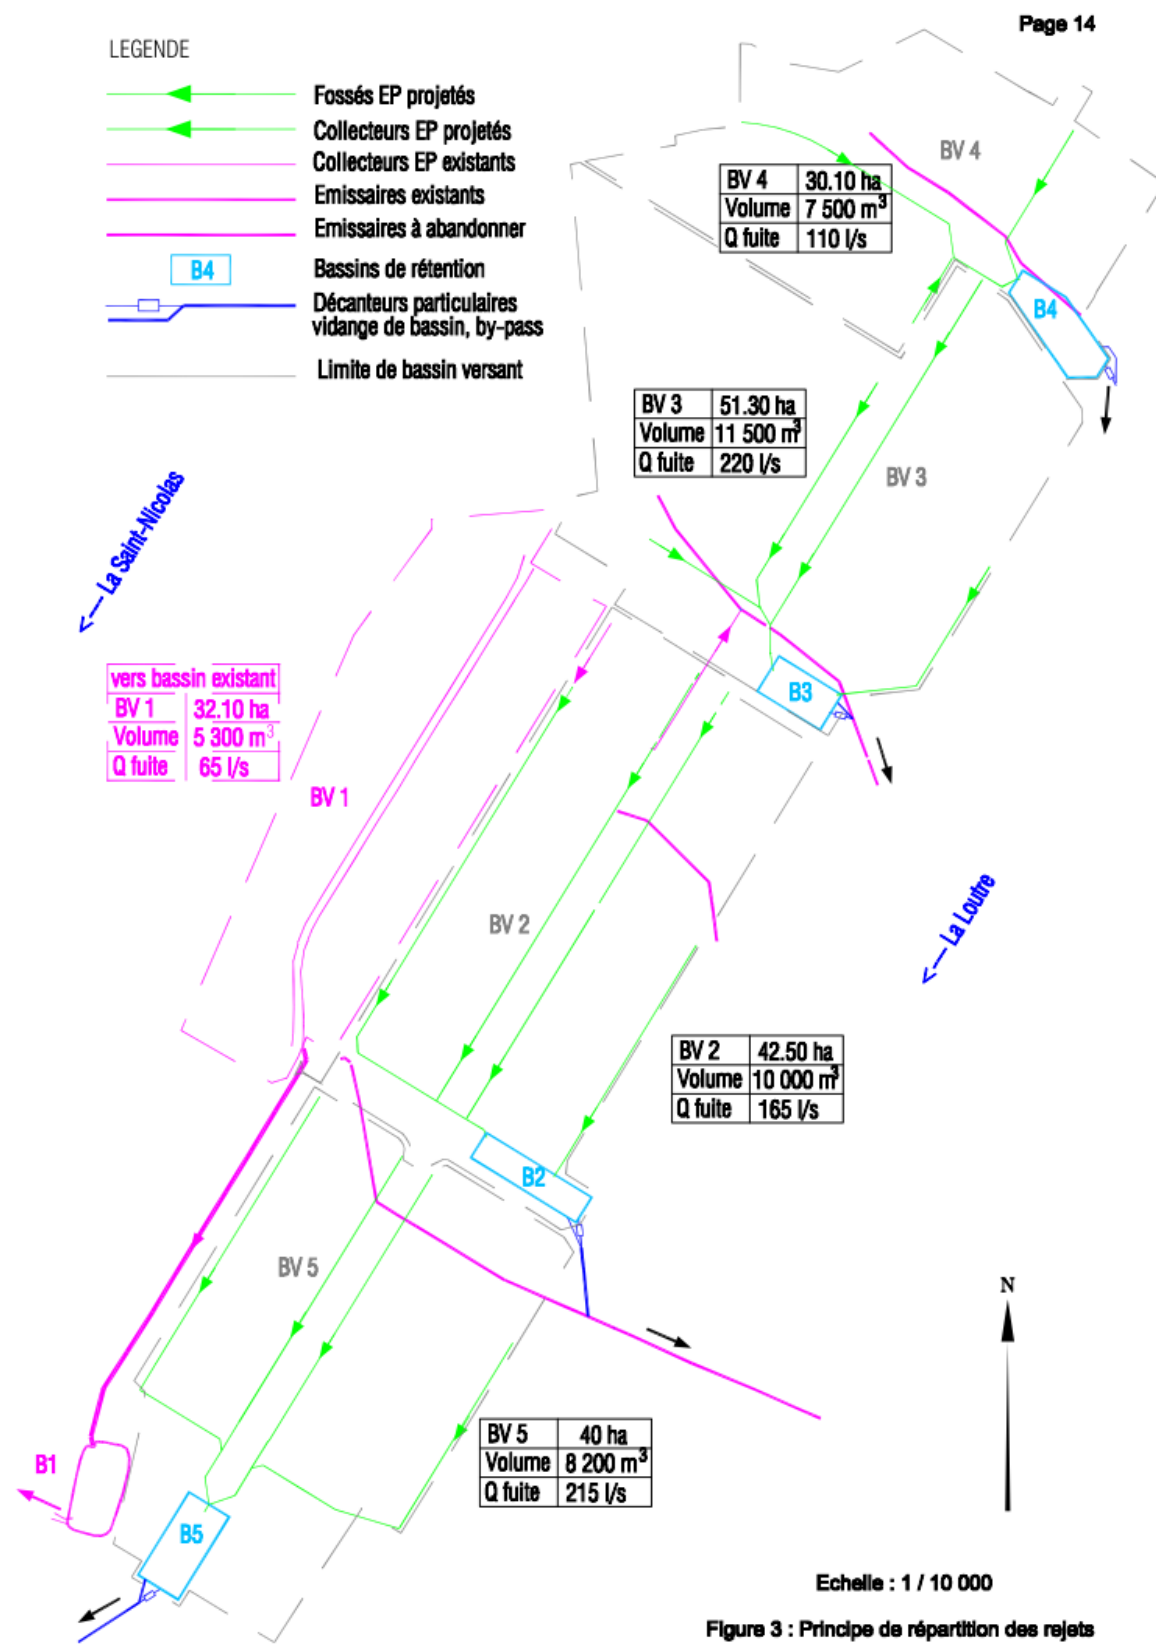 Page 14
LEGENDE
Fossés EP projetés
Collecteurs EP projetés
Collecteurs EP existants
Emissaires existants
Emissaires à abandonner
B4
Bassins de rétention
Décanteurs particulaires
vidange de bassin, by-pass
Limite de bassin versant
BV 4
BV 4 30.10 ha
Volume 7 500 m³
Q fuite 110 l/s
B4
BV 3 51.30 ha
Volume 11 500 m³
Q fuite 220 l/s
BV 3
La Saint-Nicolas
vers bassin existant
BV 1 32.10 ha
Volume 5 300 m³
Q fuite 65 l/s
B3
BV 1
BV 2
La Loutre
BV 2 42.50 ha
Volume 10 000 m³
Q fuite 165 l/s
B2
BV 5
N
BV 5 40 ha
Volume 8 200 m³
Q fuite 215 l/s
B1
B5
Echelle : 1 / 10 000
Figure 3 : Principe de répartition des rejets